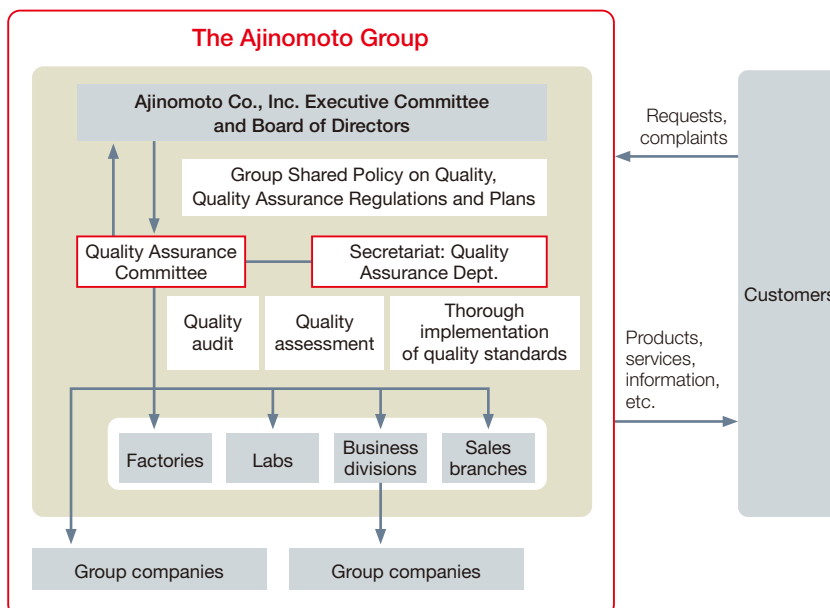 The Ajinomoto Group
Ajinomoto Co., Inc. Executive Committee
and Board of Directors
Group Shared Policy on Quality,
Quality Assurance Regulations and Plans
Quality Assurance
Committee
Secretariat: Quality
Assurance Dept.
Quality
audit
Quality
assessment
Thorough
implementation
of quality standards
Factories
Labs
Business
divisions
Sales
branches
Group companies
Group companies
Requests,
complaints
Products,
services,
information,
etc.
Customers